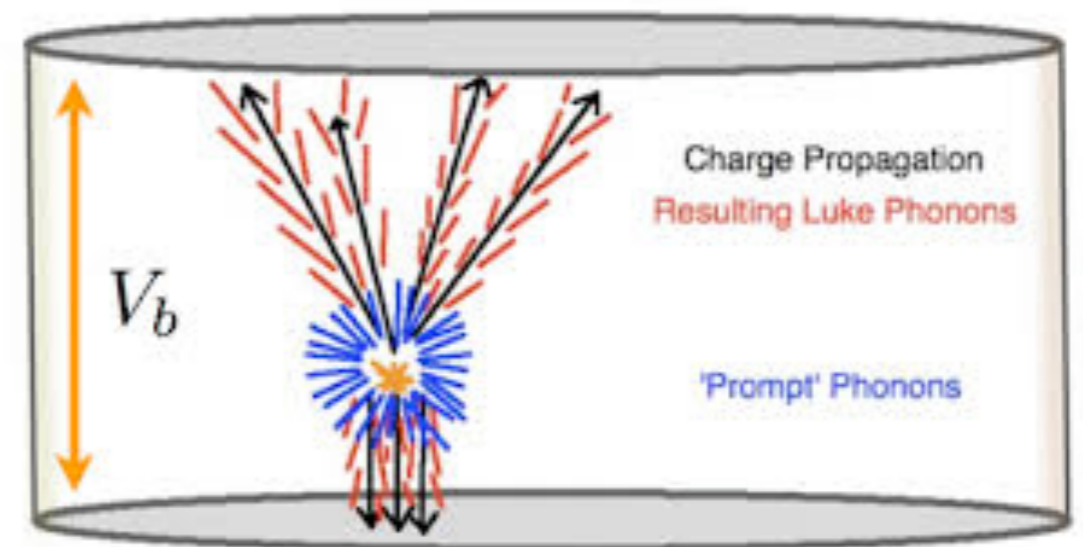 Charge Propagation
Resulting Luke Phonons
V_b
'Prompt' Phonons